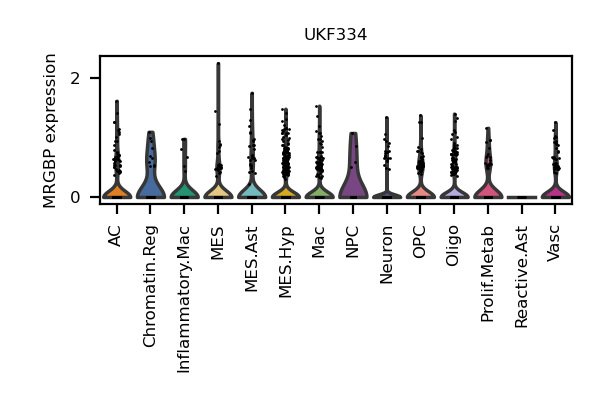 UKF334
MRGBP expression
2
0
AC
Chromatin.Reg
Inflammatory.Mac
MES
MES.Ast
MES.Hyp
Mac
NPC
Neuron
OPC
Oligo
Prolif.Metab
Reactive.Ast
Vasc